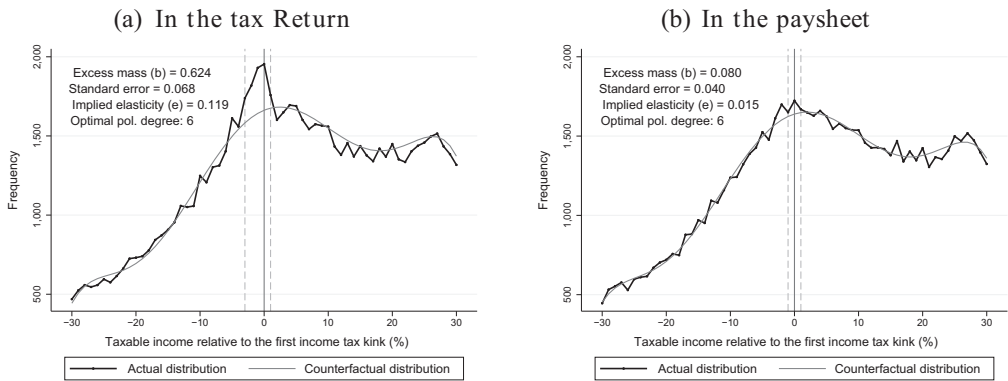 (a) In the tax Return
2,000
1,500
1,000
500
Frequency
Excess mass (b) = 0.624
Standard error = 0.068
Implied elasticity (e) = 0.119
Optimal pol. degree: 6
−30 −20 −10 0 10 20 30
Taxable income relative to the first income tax kink (%)
Actual distribution Counterfactual distribution
(b) In the paysheet
2,000
1,500
1,000
500
Frequency
Excess mass (b) = 0.080
Standard error = 0.040
Implied elasticity (e) = 0.015
Optimal pol. degree: 6
−30 −20 −10 0 10 20 30
Taxable income relative to the first income tax kink (%)
Actual distribution Counterfactual distribution